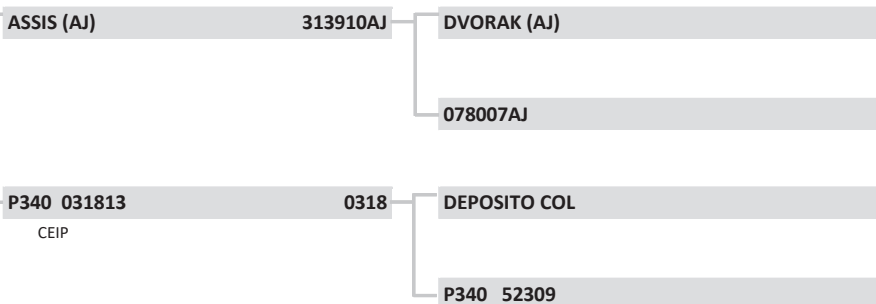 ASSIS (AJ) 313910AJ DVORAK (AJ)
078007AJ
P340 031813 0318 DEPOSITO COL
CEIP
P340 52309